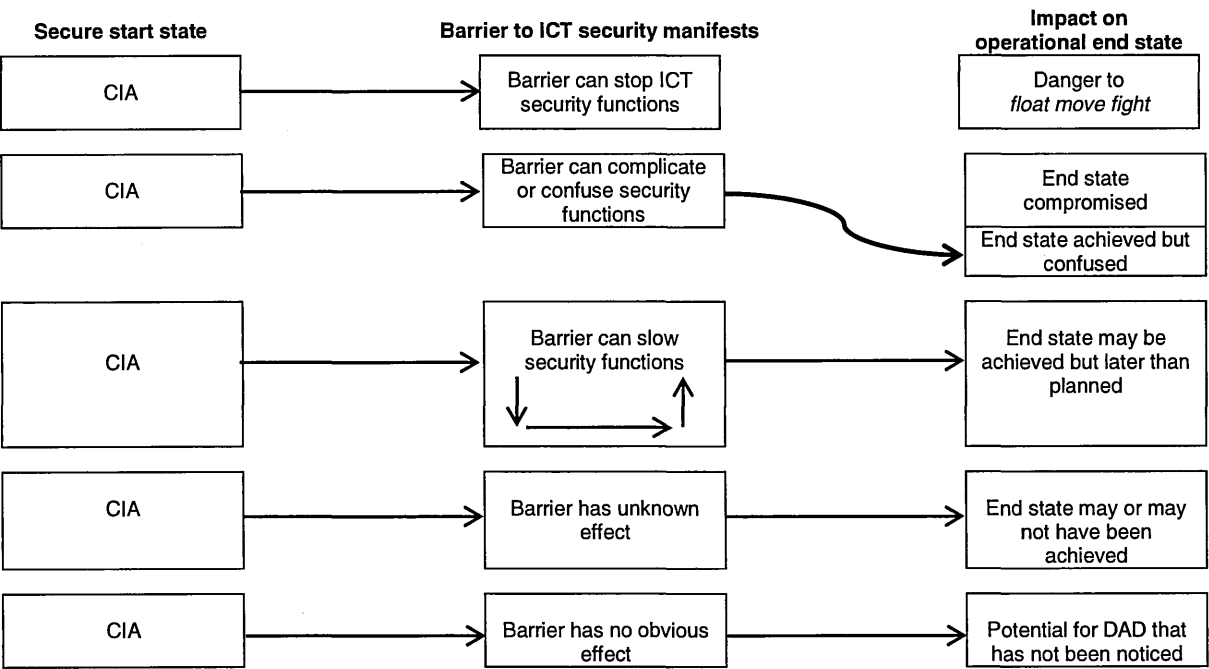 Secure start state
Barrier to ICT security manifests
Impact on
operational end state
CIA
Barrier can stop ICT
security functions
Danger to
float move fight
CIA
Barrier can complicate
or confuse security
functions
End state
compromised
End state achieved but
confused
CIA
Barrier can slow
security functions
End state may be
achieved but later than
planned
CIA
Barrier has unknown
effect
End state may or may
not have been
achieved
CIA
Barrier has no obvious
effect
Potential for DAD that
has not been noticed